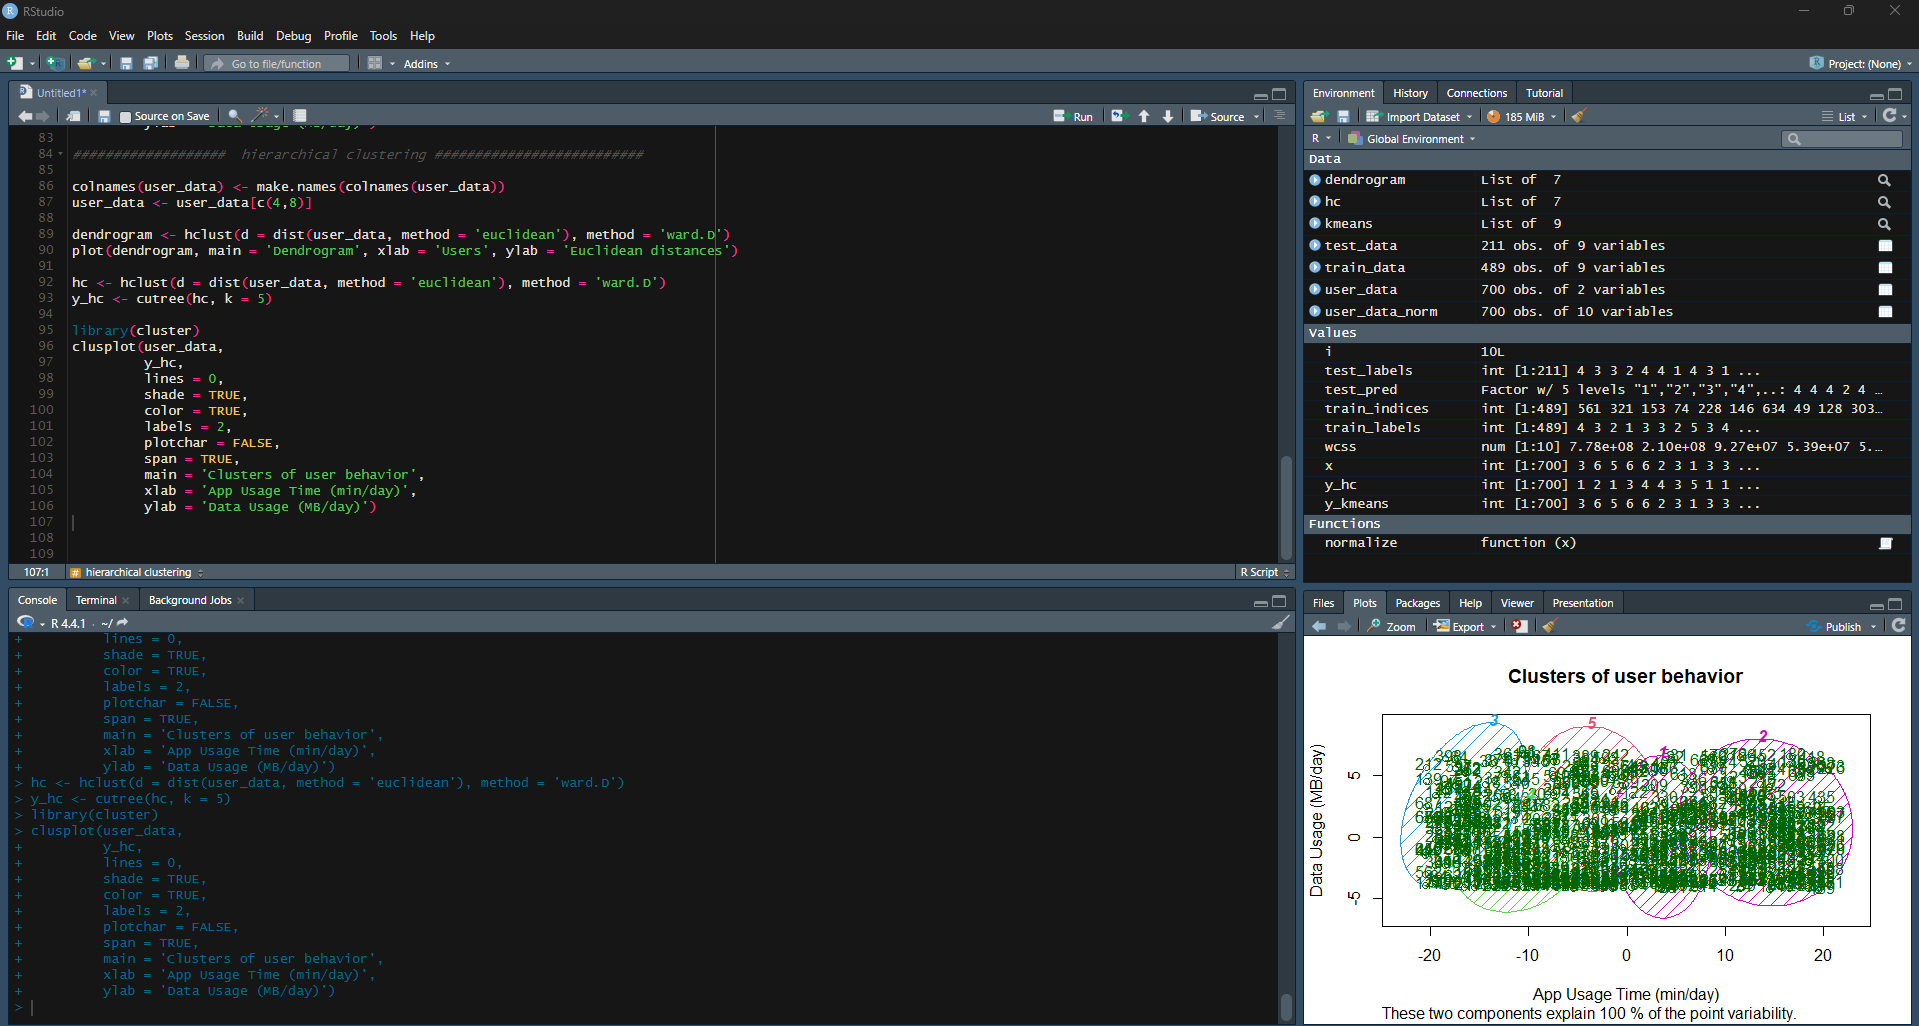 RStudio
File Edit Code View Plots Session Build Debug Profile Tools Help
Go to file/function Addins Project: (None)
Untitled1*
Source on Save Run Source
83
84 ################### hierarchical clustering ##########################
85
86 colnames(user_data) <- make.names(colnames(user_data))
87 user_data <- user_data[c(4,8)]
88
89 dendrogram <- hclust(d = dist(user_data, method = 'euclidean'), method = 'ward.D')
90 plot(dendrogram, main = 'Dendrogram', xlab = 'Users', ylab = 'Euclidean distances')
91
92 hc <- hclust(d = dist(user_data, method = 'euclidean'), method = 'ward.D')
93 y_hc <- cutree(hc, k = 5)
94
95 library(cluster)
96 clusplot(user_data,
97 y_hc,
98 lines = 0,
99 shade = TRUE,
100 color = TRUE,
101 labels = 2,
102 plotchar = FALSE,
103 span = TRUE,
104 main = 'Clusters of user behavior',
105 xlab = 'App Usage Time (min/day)',
106 ylab = 'Data Usage (MB/day)')
107
108
109
107:1 # hierarchical clustering R Script
Console Terminal Background Jobs
R 4.4.1 . ~/
+ lines = 0,
+ shade = TRUE,
+ color = TRUE,
+ labels = 2,
+ plotchar = FALSE,
+ span = TRUE,
+ main = 'Clusters of user behavior',
+ xlab = 'App Usage Time (min/day)',
+ ylab = 'Data Usage (MB/day)')
> hc <- hclust(d = dist(user_data, method = 'euclidean'), method = 'ward.D')
> y_hc <- cutree(hc, k = 5)
> library(cluster)
> clusplot(user_data,
+ y_hc,
+ lines = 0,
+ shade = TRUE,
+ color = TRUE,
+ labels = 2,
+ plotchar = FALSE,
+ span = TRUE,
+ main = 'Clusters of user behavior',
+ xlab = 'App Usage Time (min/day)',
+ ylab = 'Data Usage (MB/day)')
>
Environment History Connections Tutorial
Import Dataset 185 MiB List
R Global Environment
Data
dendrogram List of 7
hc List of 7
kmeans List of 9
test_data 211 obs. of 9 variables
train_data 489 obs. of 9 variables
user_data 700 obs. of 2 variables
user_data_norm 700 obs. of 10 variables
Values
i 10L
test_labels int [1:211] 4 3 3 2 4 4 1 4 3 1 ...
test_pred Factor w/ 5 levels "1","2","3","4",..: 4 4 4 2 4 …
train_indices int [1:489] 561 321 153 74 228 146 634 49 128 303…
train_labels int [1:489] 4 3 2 1 3 3 2 5 3 4 ...
wcss num [1:10] 7.78e+08 2.10e+08 9.27e+07 5.39e+07 5.…
x int [1:700] 3 6 5 6 6 2 3 1 3 3 ...
y_hc int [1:700] 1 2 1 3 4 4 3 5 1 1 ...
y_kmeans int [1:700] 3 6 5 6 6 2 3 1 3 3 ...
Functions
normalize function (x)
Files Plots Packages Help Viewer Presentation
Zoom Export Publish
Clusters of user behavior
3 5 1 2
Data Usage (MB/day)
5
0
-5
-20 -10 0 10 20
App Usage Time (min/day)
These two components explain 100 % of the point variability.